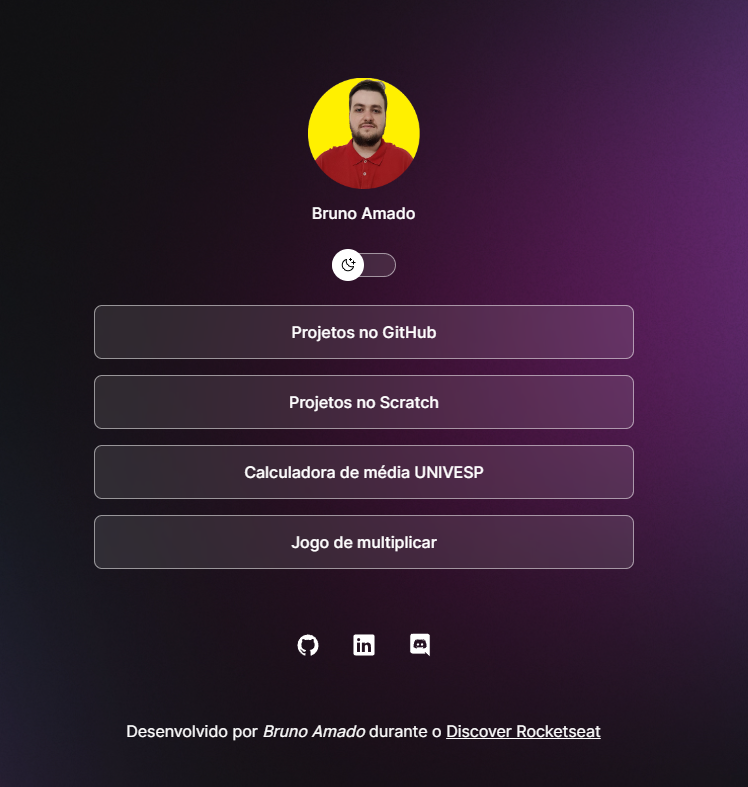 Bruno Amado
Projetos no GitHub
Projetos no Scratch
Calculadora de média UNIVESP
Jogo de multiplicar
in
Desenvolvido por Bruno Amado durante o Discover Rocketseat